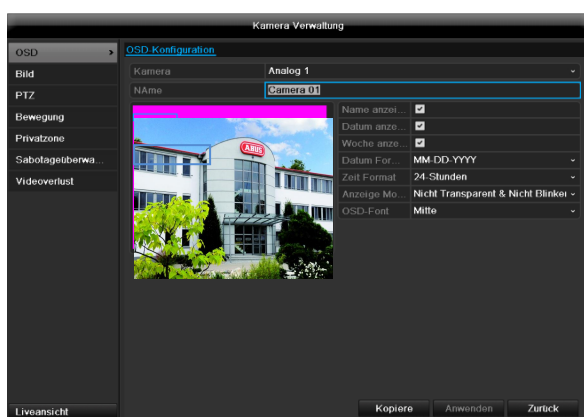 Kamera Verwaltung
OSD >
Bild
PTZ
Bewegung
Privatzone
Sabotageüberwa...
Videoverlust
Liveansicht
OSD-Konfiguration
Kamera Analog 1
NAme Camera 01
ABUS
Name anzei...
Datum anze...
Woche anze...
Datum For... MM-DD-YYYY
Zeit Format 24-Stunden
Anzeige Mo... Nicht Transparent & Nicht Blinker
OSD-Font Mitte
Kopiere Anwenden Zurück